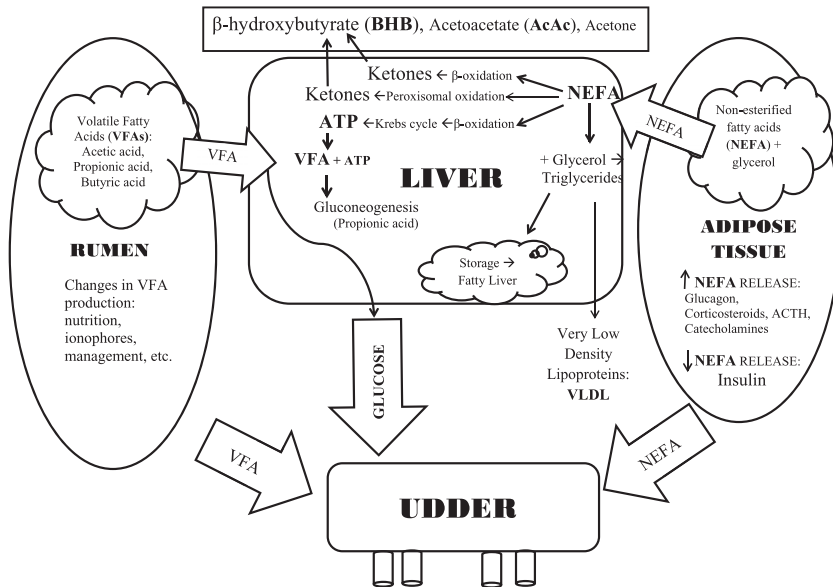 β-hydroxybutyrate (BHB), Acetoacetate (AcAc), Acetone
Volatile Fatty
Acids (VFAs):
Acetic acid,
Propionic acid,
Butyric acid
RUMEN
Changes in VFA
production:
nutrition,
ionophores,
management, etc.
VFA
Ketones ← β-oxidation
Ketones ← Peroxisomal oxidation
NEFA
ATP ← Krebs cycle ← β-oxidation
VFA + ATP
Gluconeogenesis
(Propionic acid)
LIVER
+ Glycerol →
Triglycerides
Storage →
Fatty Liver
Very Low
Density
Lipoproteins:
VLDL
NEFA
Non-esterified
fatty acids
(NEFA) +
glycerol
ADIPOSE
TISSUE
↑ NEFA RELEASE:
Glucagon,
Corticosteroids, ACTH,
Catecholamines
↓ NEFA RELEASE:
Insulin
VFA
GLUCOSE
NEFA
UDDER